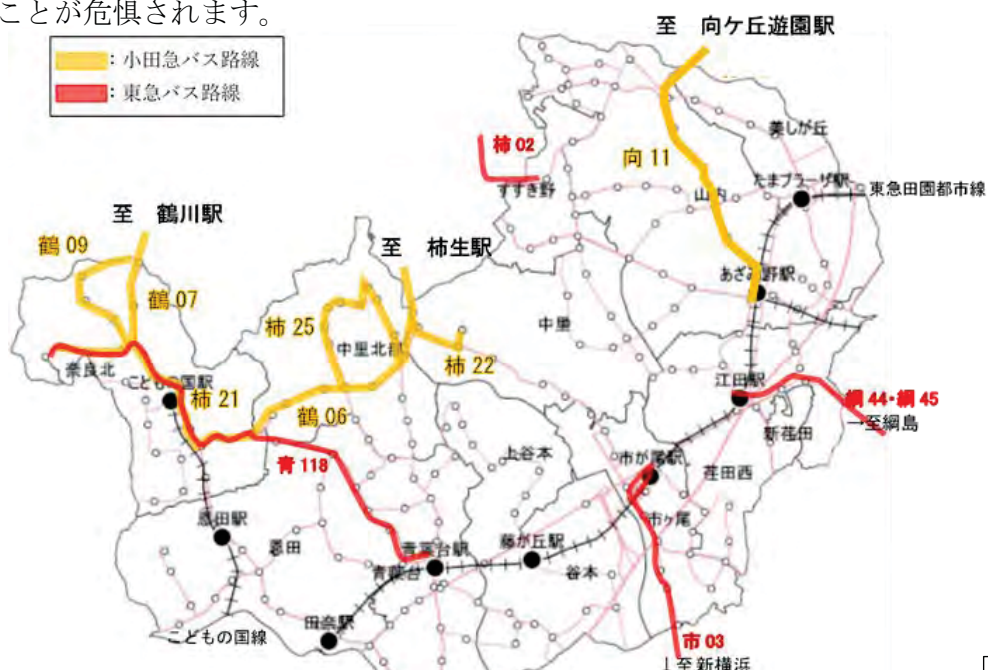 ことが危惧されます。
至 向ケ丘遊園駅
:小田急バス路線
:東急バス路線
美しが丘
柿 02
向 11
すすき野
たまプラーザ駅
山内
東急田園都市線
至 鶴川駅
鶴 09
至 柿生駅
あざみ野駅
鶴 07
柿 25
中里
中里北部
柿 22
奈良北
こどもの国駅
江田駅
柿 21
鶴 06
綱 44・綱 45
→至綱島
新荏田
青 118
上谷本
市が尾駅
荏田西
恩田駅
市ヶ尾
恩田
青葉台駅
藤が丘駅
青葉台
谷本
田奈駅
こどもの国線
市 03
↓至新横浜